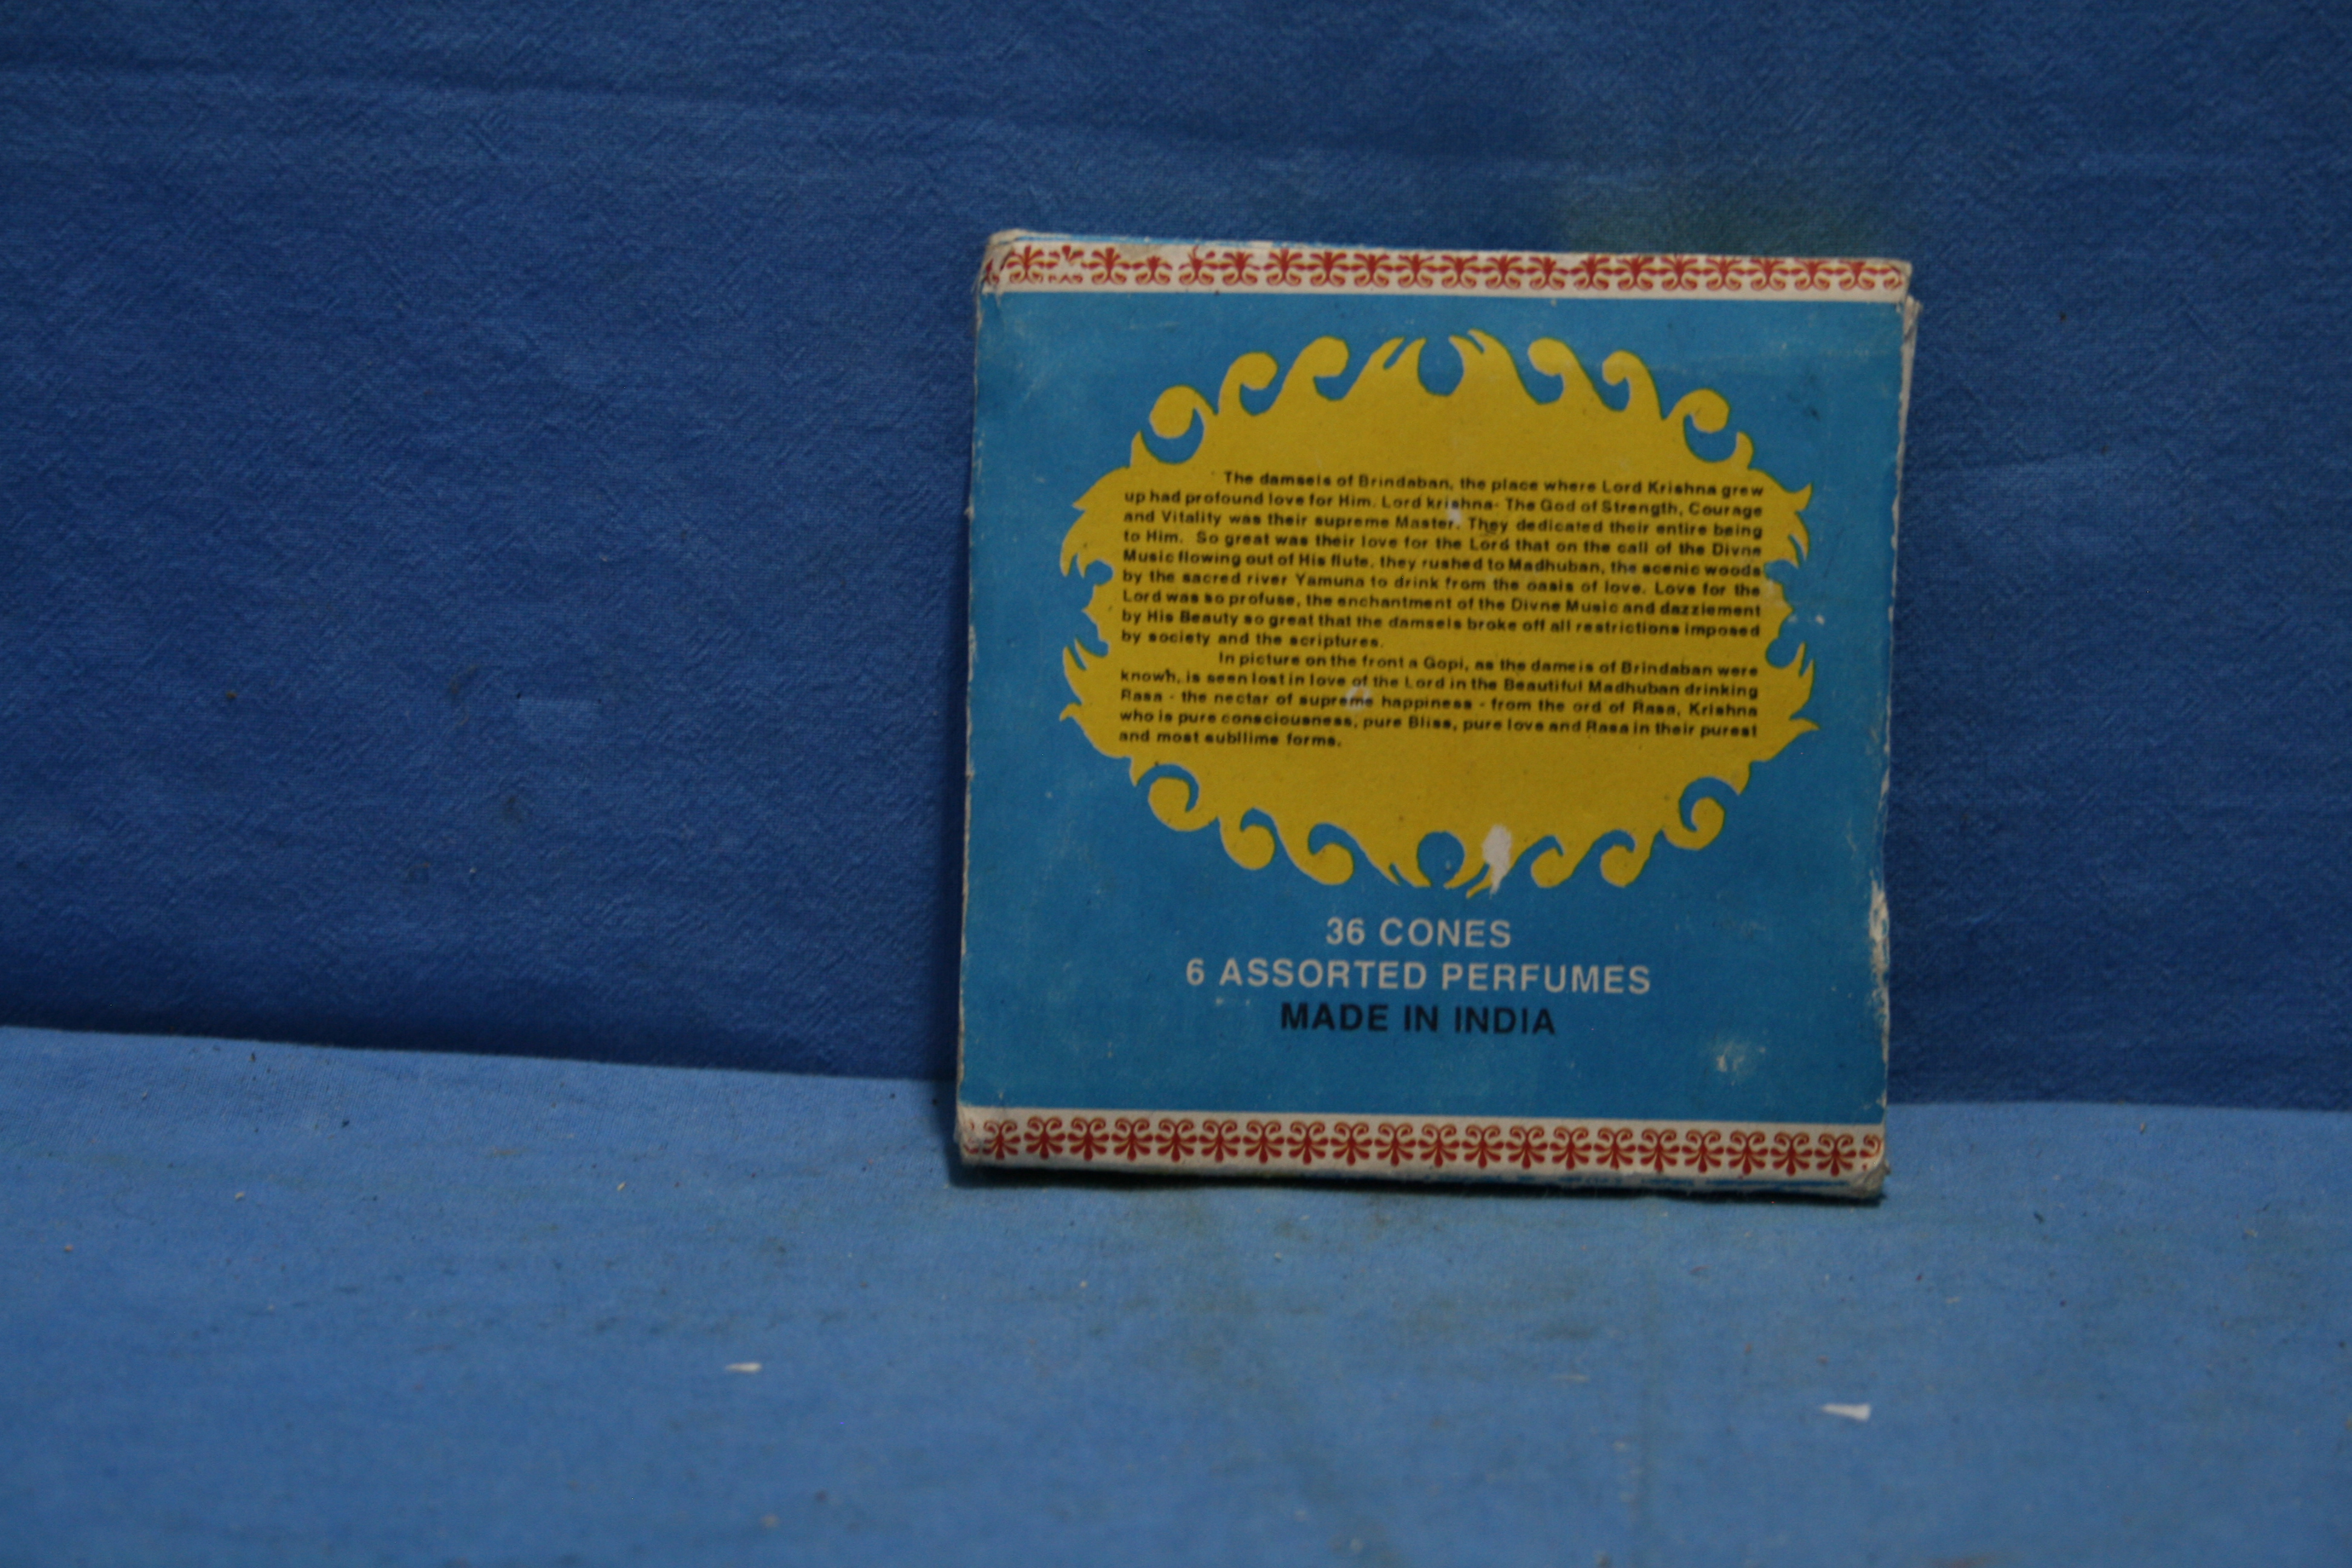 The damsels of Brindaban, the place where Lord Krishna grew
up had profound love for Him. Lord krishna- The God of Strength, Courage
and Vitality was their supreme Master. They dedicated their entire being
to Him. So great was their love for the Lord that on the call of the Divne
Music flowing out of His flute, they rushed to Madhuban, the scenic woods
by the sacred river Yamuna to drink from the oasis of love. Love for the
Lord was so profuse, the enchantment of the Divne Music and dazzlement
by His Beauty so great that the damsels broke off all restrictions imposed
by society and the scriptures.
In picture on the front a Gopi, as the damels of Brindaban were
known, is seen lost in love of the Lord in the Beautiful Madhuban drinking
Rasa - the nectar of supreme happiness - from the ord of Rasa, Krishna
who is pure consciousness, pure Bliss, pure love and Rasa in their purest
and most sublime forms.
36 CONES
6 ASSORTED PERFUMES
MADE IN INDIA